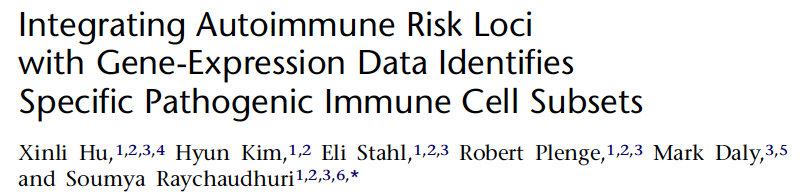 Integrating Autoimmune Risk Loci
with Gene-Expression Data Identifies
Specific Pathogenic Immune Cell Subsets
Xinli Hu,1,2,3,4 Hyun Kim,1,2 Eli Stahl,1,2,3 Robert Plenge,1,2,3 Mark Daly,3,5
and Soumya Raychaudhuri1,2,3,6,*